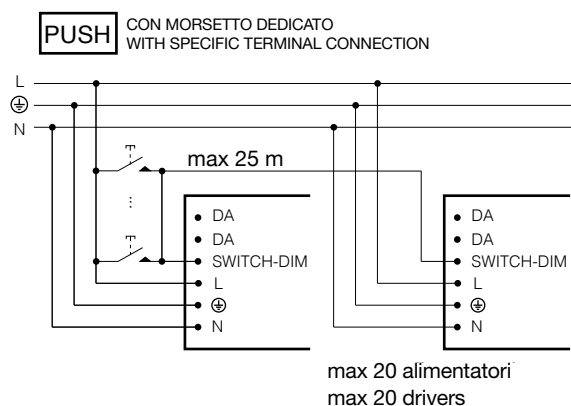 PUSH
CON MORSETTO DEDICATO
WITH SPECIFIC TERMINAL CONNECTION
L
N
max 25 m
DA
DA
SWITCH-DIM
L
N
DA
DA
SWITCH-DIM
L
N
max 20 alimentatori
max 20 drivers